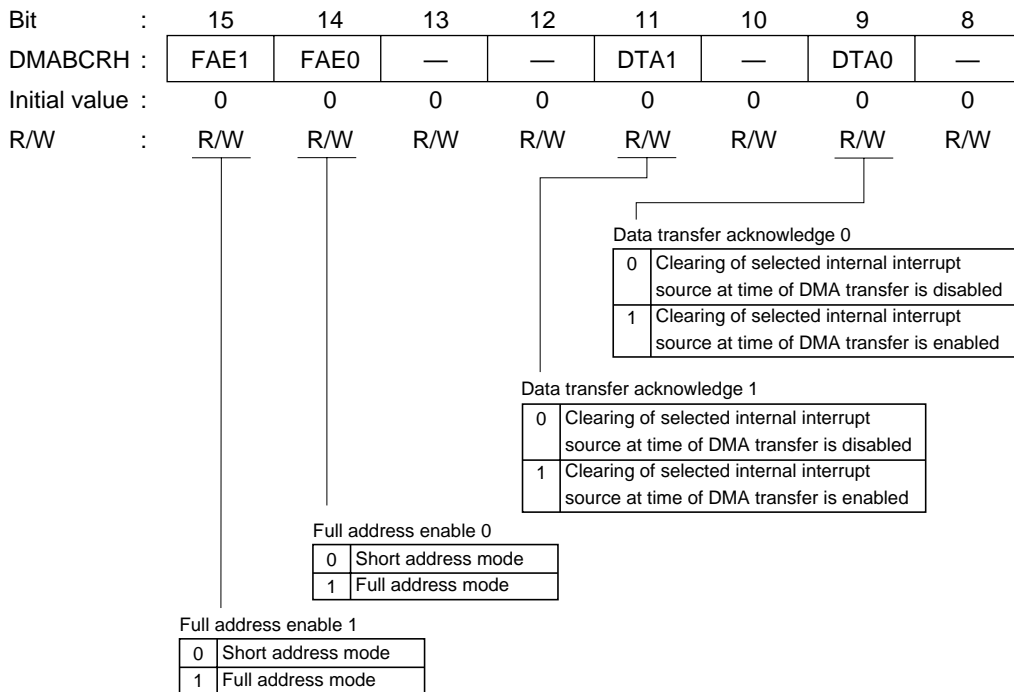 Bit : 15 14 13 12 11 10 9 8
DMABCRH : FAE1 FAE0 — — DTA1 — DTA0 —
Initial value : 0 0 0 0 0 0 0 0
R/W : R/W R/W R/W R/W R/W R/W R/W R/W
Data transfer acknowledge 0
0 Clearing of selected internal interrupt
source at time of DMA transfer is disabled
1 Clearing of selected internal interrupt
source at time of DMA transfer is enabled
Data transfer acknowledge 1
0 Clearing of selected internal interrupt
source at time of DMA transfer is disabled
1 Clearing of selected internal interrupt
source at time of DMA transfer is enabled
Full address enable 0
0 Short address mode
1 Full address mode
Full address enable 1
0 Short address mode
1 Full address mode